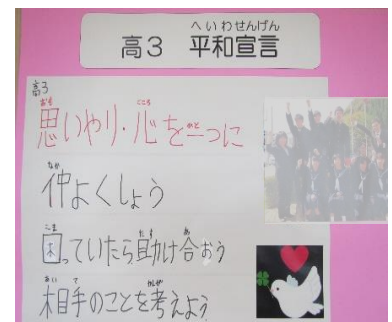 へいわせんげん
高3 平和宣言
高3
おも こころ ひと
思いやり・心を一つに
なか
仲よくしよう
こま たす あ
困っていたら助け合おう
あいて かんが
相手のことを考えよう